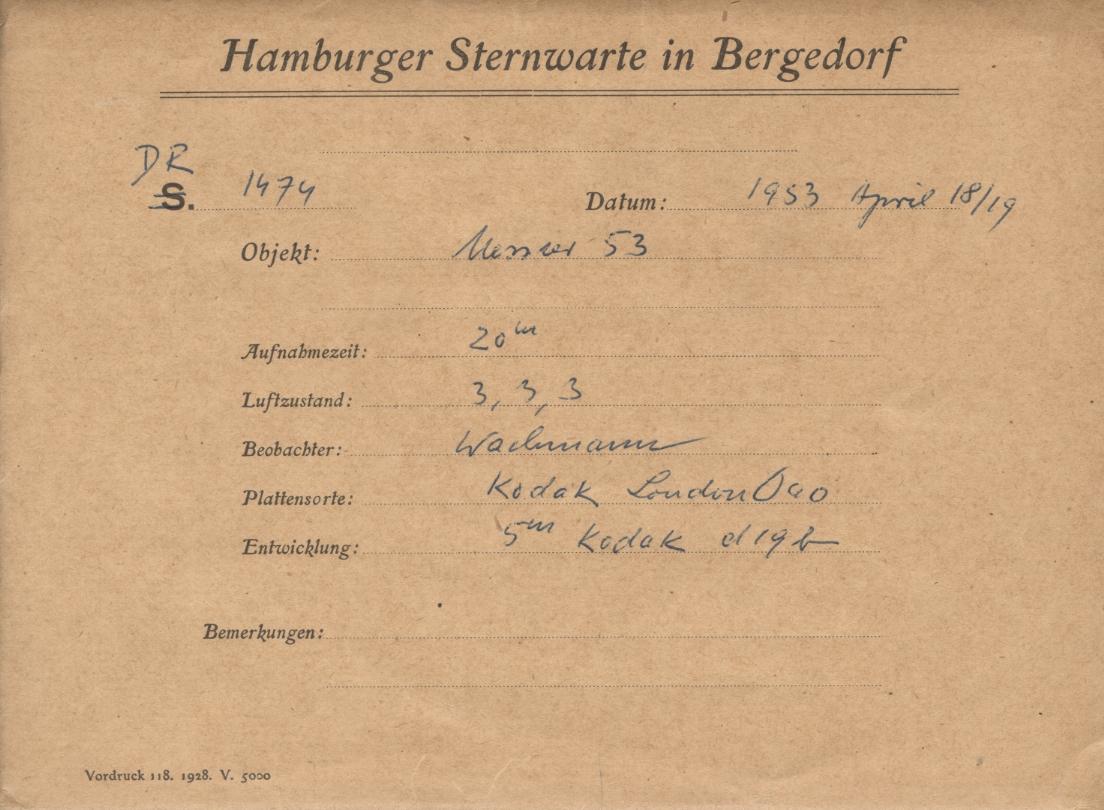 Hamburger Sternwarte in Bergedorf
DR
S. 1474 Datum: 1953 April 18/19
Objekt: Messier 53
Aufnahmezeit: 20m
Luftzustand: 3, 3, 3
Beobachter: Wachmann
Plattensorte: Kodak London Oao
Entwicklung: 5m Kodak d19b
Bemerkungen:
Vordruck 118. 1928. V. 5000